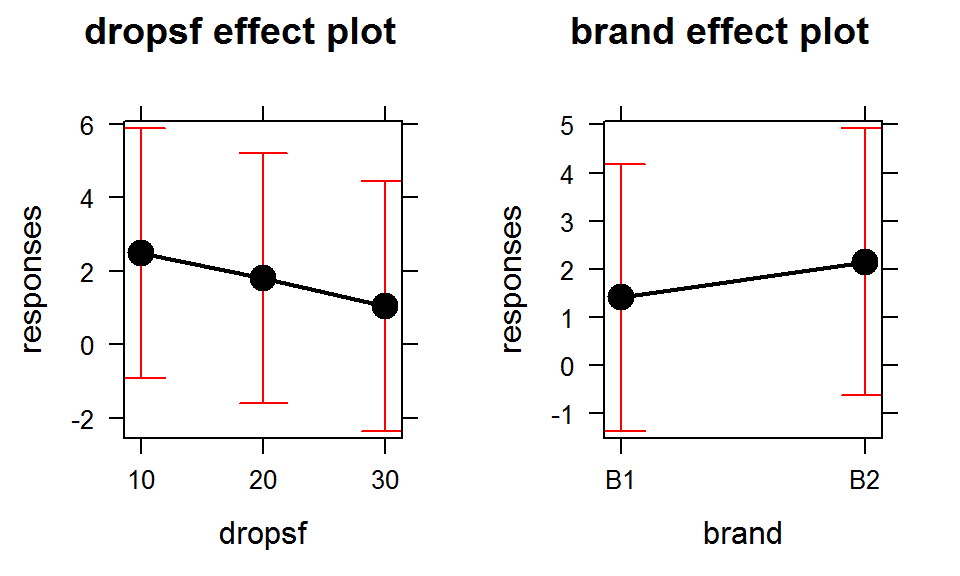 dropsf effect plot
responses
6
4
2
0
-2
10 20 30
dropsf
brand effect plot
responses
5
4
3
2
1
0
-1
B1 B2
brand